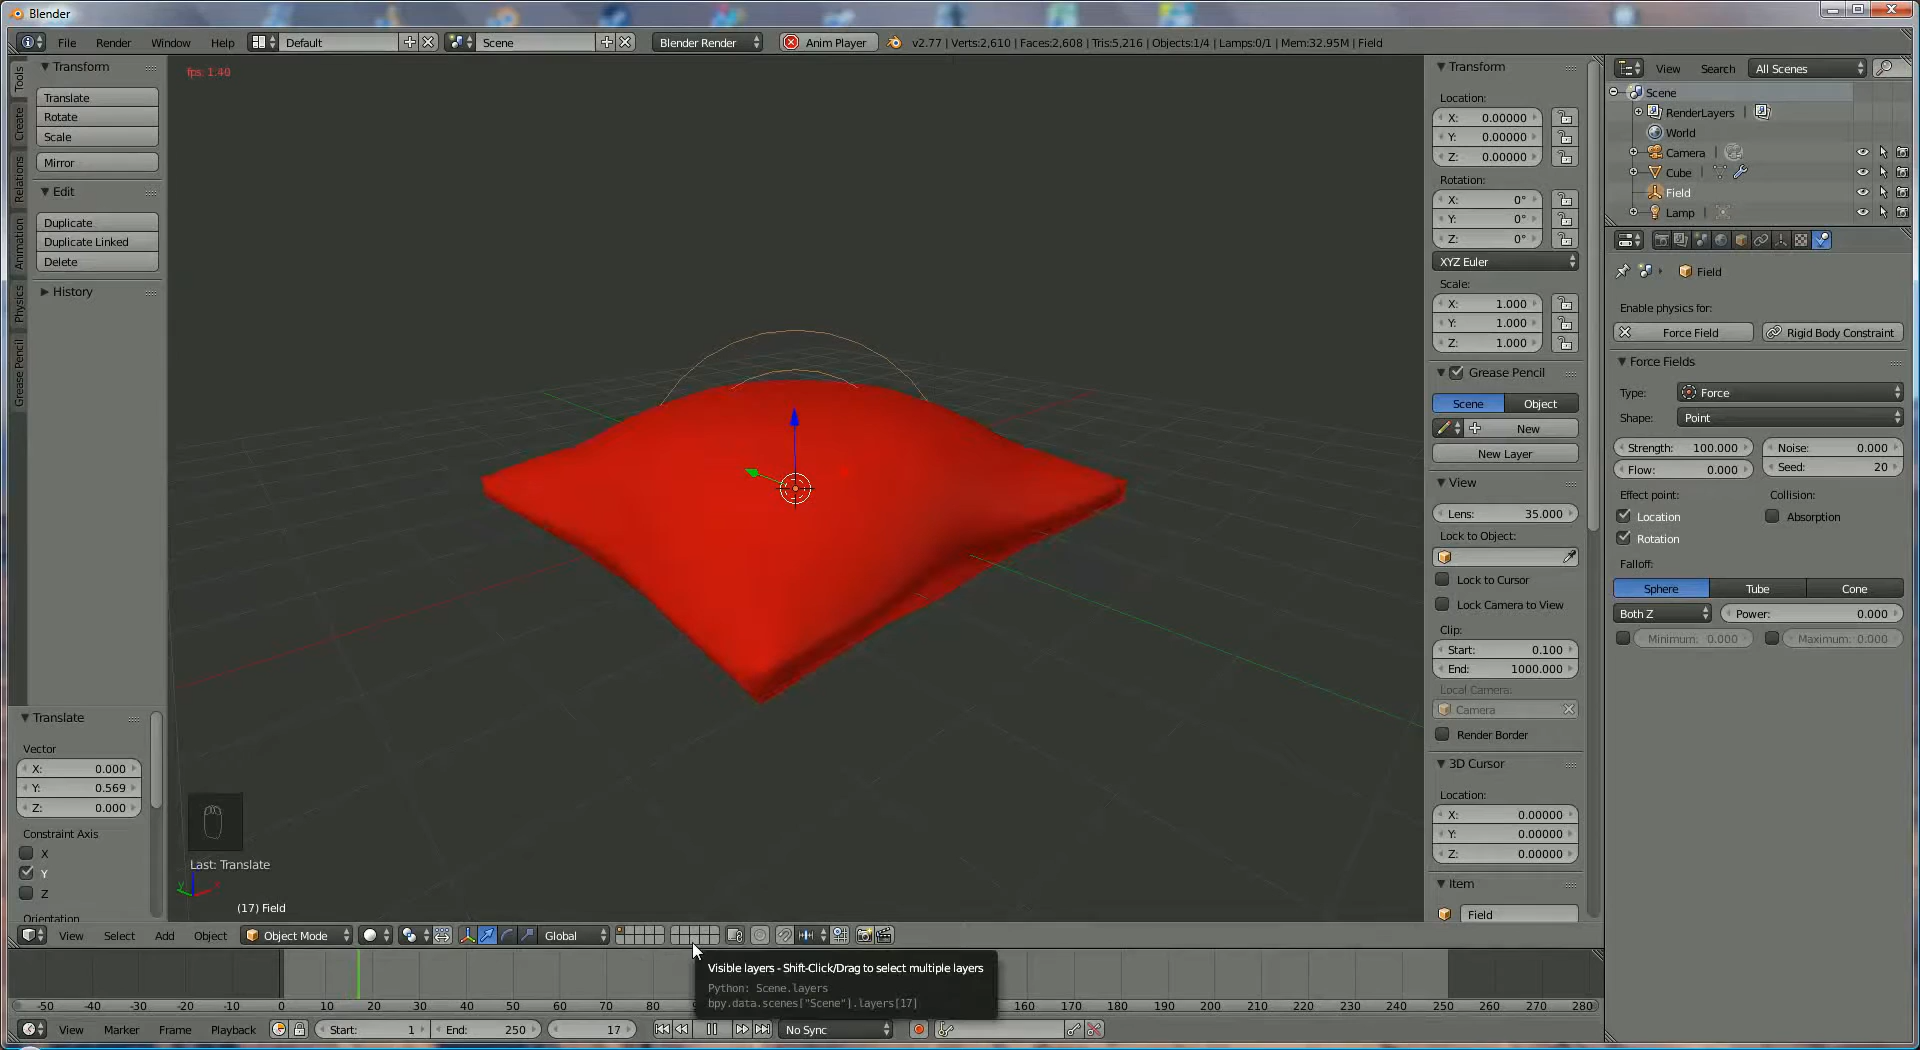 Blender
File Render Window Help Default Scene Blender Render Anim Player v2.77 | Verts:2,610 | Faces:2,608 | Tris:5,216 | Objects:1/4 | Lamps:0/1 | Mem:32.95M | Field
fps: 1.40
Tools
Create
Relations
Animation
Physics
Grease Pencil
Transform
Translate
Rotate
Scale
Mirror
Edit
Duplicate
Duplicate Linked
Delete
History
Translate
Vector
X: 0.000
Y: 0.569
Z: 0.000
Constraint Axis
X
Y
Z
Orientation
Last: Translate
(17) Field
Transform
Location:
X: 0.00000
Y: 0.00000
Z: 0.00000
Rotation:
X: 0°
Y: 0°
Z: 0°
XYZ Euler
Scale:
X: 1.000
Y: 1.000
Z: 1.000
Grease Pencil
Scene Object
New
New Layer
View
Lens: 35.000
Lock to Object:
Lock to Cursor
Lock Camera to View
Clip:
Start: 0.100
End: 1000.000
Local Camera:
Camera
Render Border
3D Cursor
Location:
X: 0.00000
Y: 0.00000
Z: 0.00000
Item
Field
View Search All Scenes
Scene
RenderLayers
World
Camera
Cube
Field
Lamp
Field
Enable physics for:
Force Field Rigid Body Constraint
Force Fields
Type: Force
Shape: Point
Strength: 100.000 Noise: 0.000
Flow: 0.000 Seed: 20
Effect point: Collision:
Location Absorption
Rotation
Falloff:
Sphere Tube Cone
Both Z Power: 0.000
Minimum: 0.000 Maximum: 0.000
View Select Add Object Object Mode Global
Visible layers - Shift-Click/Drag to select multiple layers
Python: Scene.layers
bpy.data.scenes["Scene"].layers[17]
-50 -40 -30 -20 -10 0 10 20 30 40 50 60 70 80 160 170 180 190 200 210 220 230 240 250 260 270 280
View Marker Frame Playback Start: 1 End: 250 17 No Sync